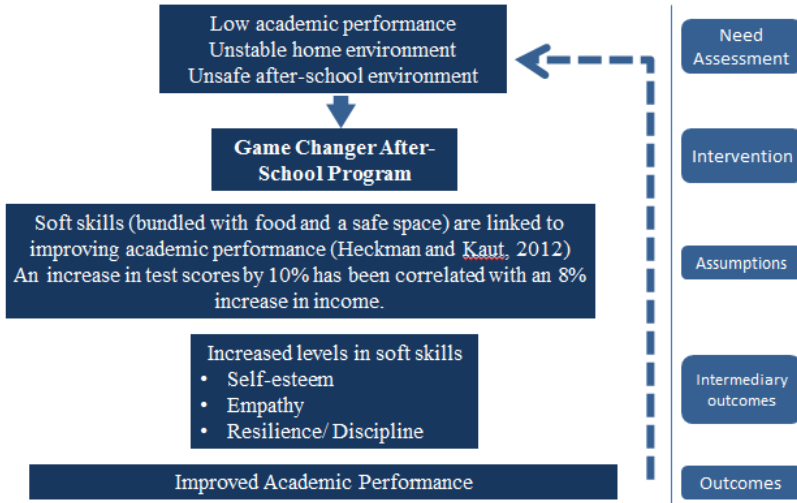 Low academic performance
Unstable home environment
Unsafe after-school environment
Need
Assessment
Game Changer After-
School Program
Intervention
Soft skills (bundled with food and a safe space) are linked to
improving academic performance (Heckman and Kaut, 2012)
An increase in test scores by 10% has been correlated with an 8%
increase in income.
Assumptions
Increased levels in soft skills
• Self-esteem
• Empathy
• Resilience/ Discipline
Intermediary
outcomes
Improved Academic Performance
Outcomes